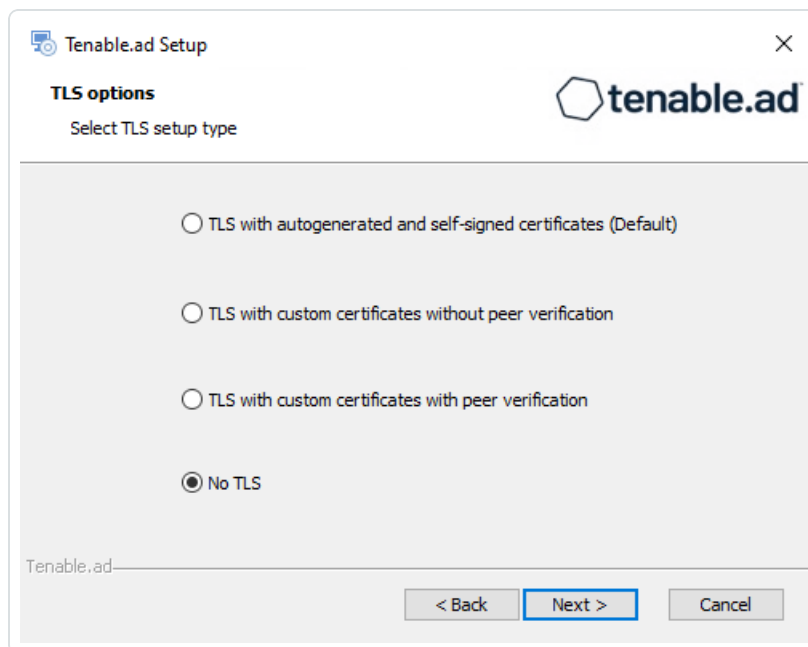 Tenable.ad Setup
TLS options
Select TLS setup type
tenable.ad
TLS with autogenerated and self-signed certificates (Default)
TLS with custom certificates without peer verification
TLS with custom certificates with peer verification
No TLS
Tenable.ad
< Back
Next >
Cancel